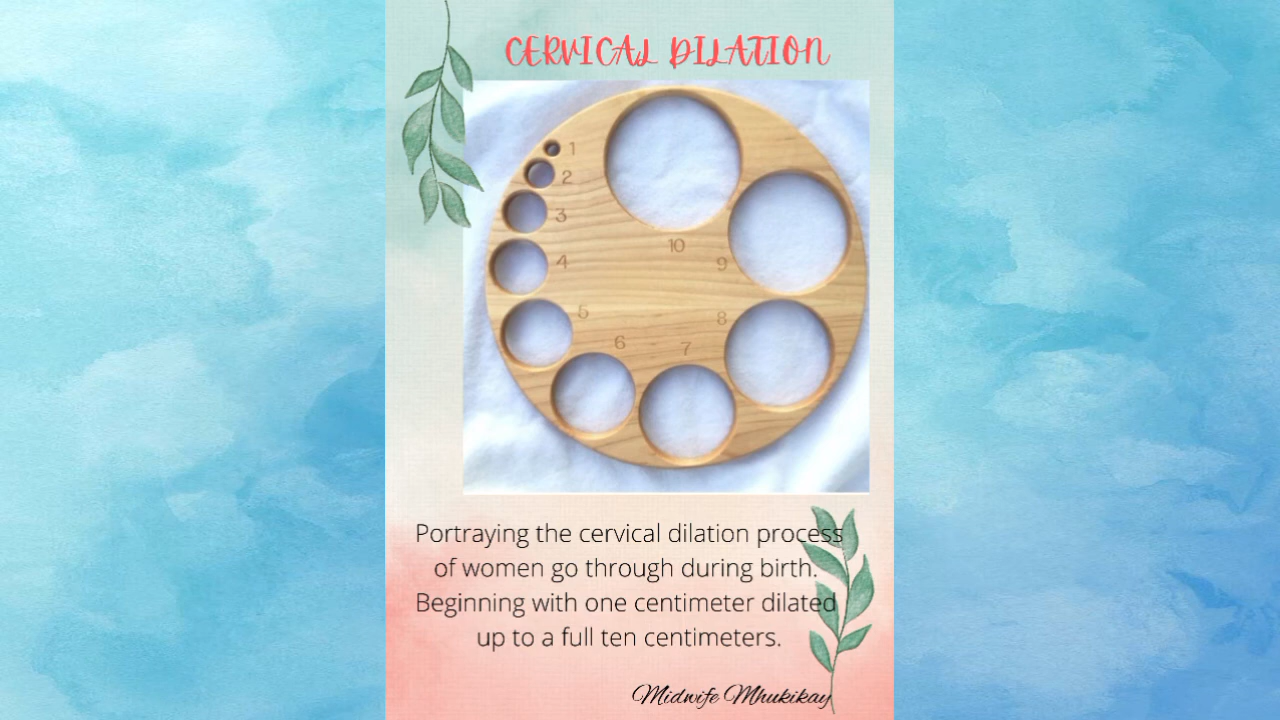 CERVICAL DILATION
1
2
3
4
5
6
7
8
9
10
Portraying the cervical dilation process
of women go through during birth.
Beginning with one centimeter dilated
up to a full ten centimeters.
Midwife Mhukikay